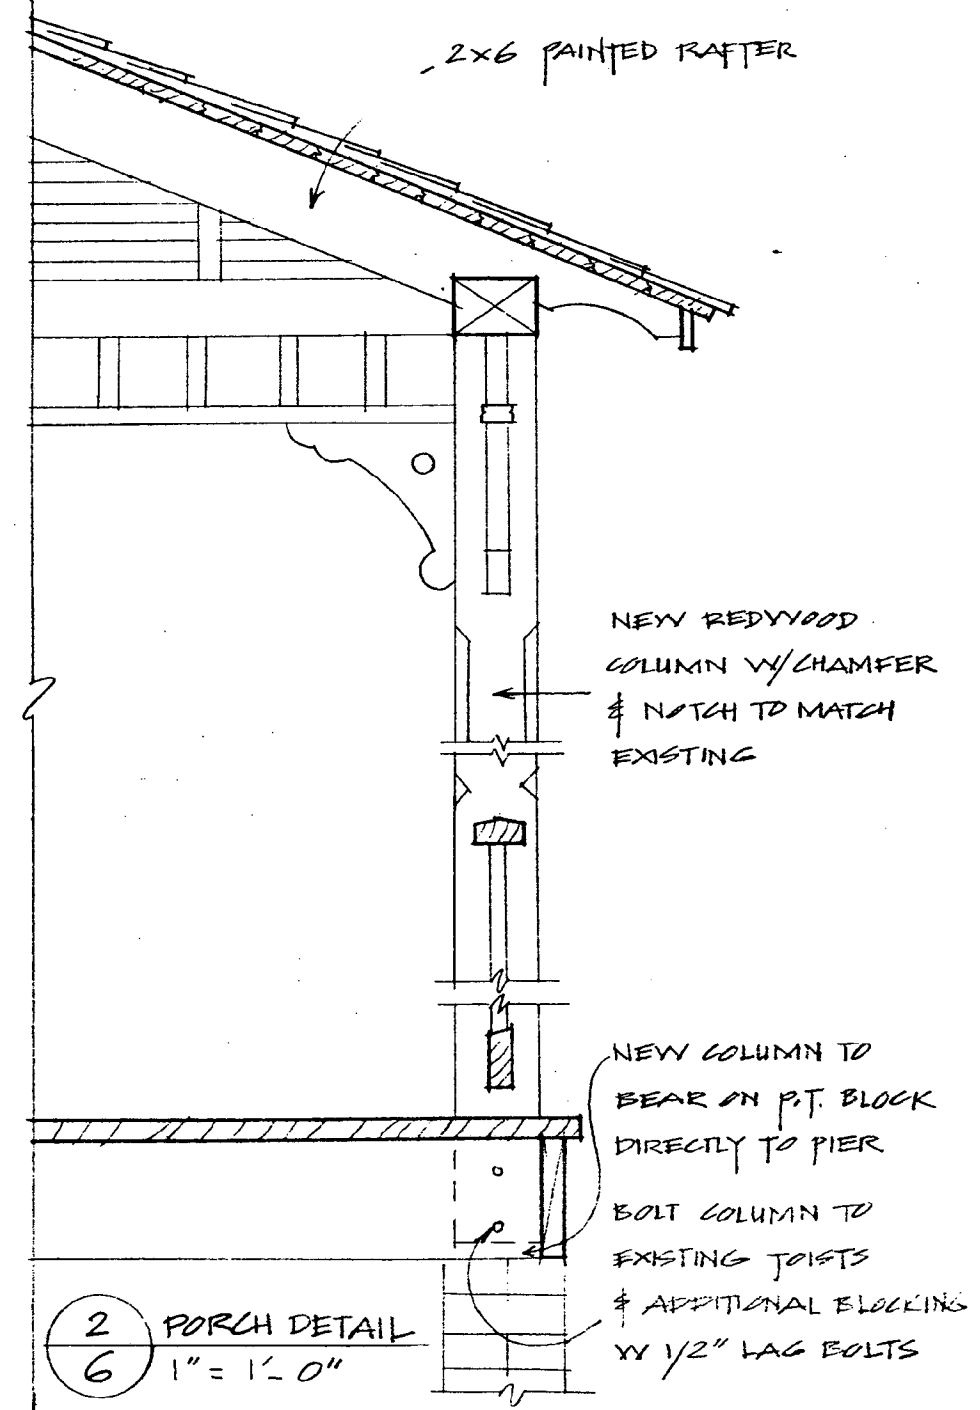 2x6 PAINTED RAFTER
NEW REDWOOD
COLUMN W/CHAMFER
& NOTCH TO MATCH
EXISTING
NEW COLUMN TO
BEAR ON P.T. BLOCK
DIRECTLY TO PIER
BOLT COLUMN TO
EXISTING JOISTS
& ADDITIONAL BLOCKING
W 1/2" LAG BOLTS
2
6
PORCH DETAIL
1" = 1'-0"